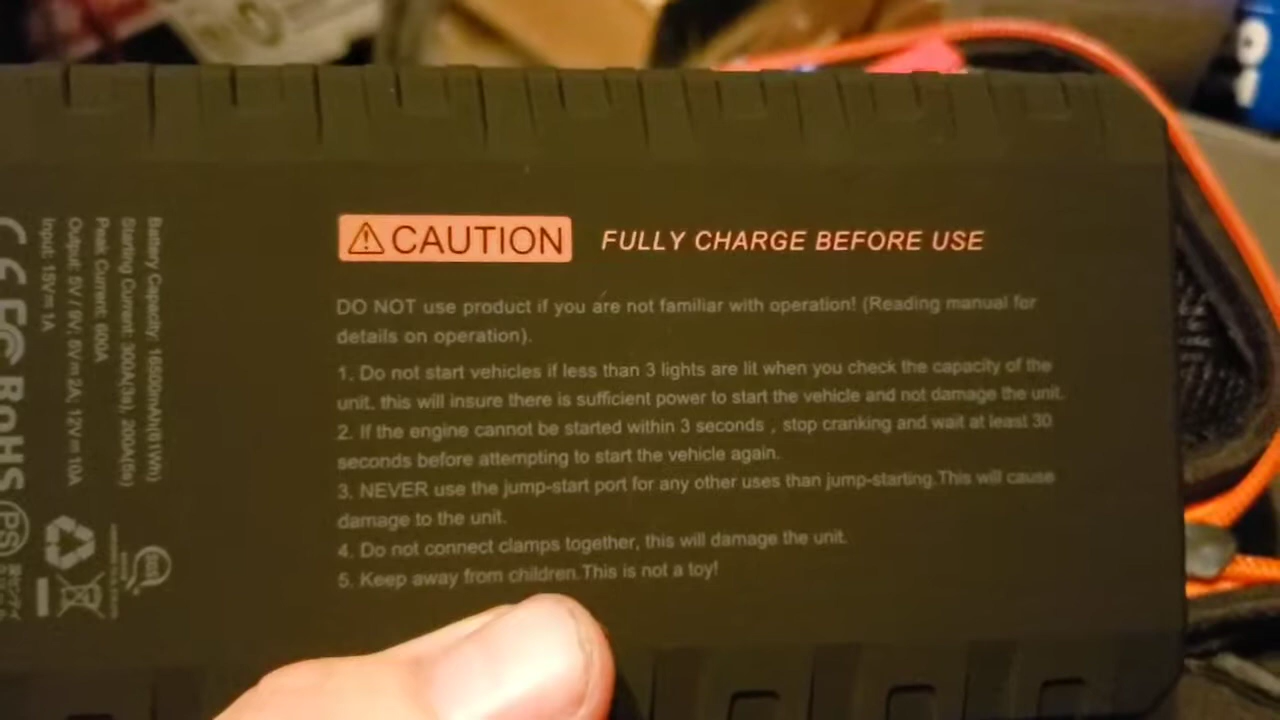 CAUTION FULLY CHARGE BEFORE USE
DO NOT use product if you are not familiar with operation! (Reading manual for
details on operation).
1. Do not start vehicles if less than 3 lights are lit when you check the capacity of the
unit. this will insure there is sufficient power to start the vehicle and not damage the unit.
2. If the engine cannot be started within 3 seconds , stop cranking and wait at least 30
seconds before attempting to start the vehicle again.
3. NEVER use the jump-start port for any other uses than jump-starting.This will cause
damage to the unit.
4. Do not connect clamps together, this will damage the unit.
5. Keep away from children.This is not a toy!
Battery Capacity: 16500mAh(61Wh)
Starting Current: 300A(3s), 200A(5s)
Peak Current: 600A
Output: 5V / 9V; 5V⎓2A; 12V⎓10A
Input: 15V⎓1A
CE FC RoHS PS